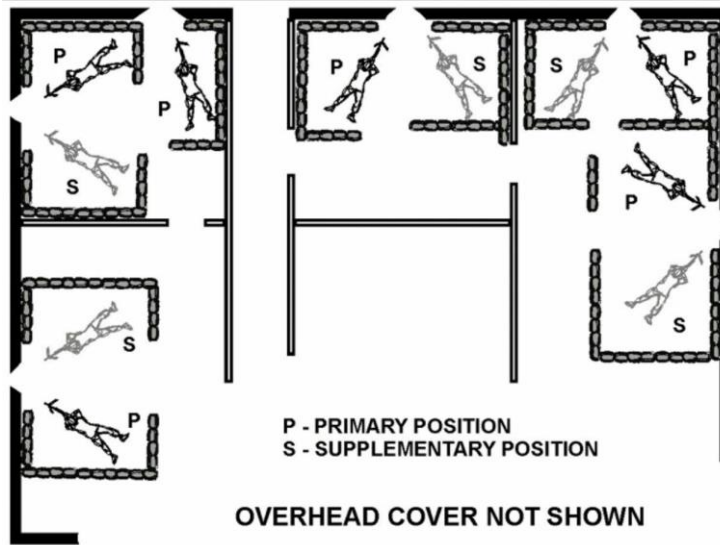 P
P
S
P
S
S
P
P
S
S
P
S
P
P - PRIMARY POSITION
S - SUPPLEMENTARY POSITION
OVERHEAD COVER NOT SHOWN